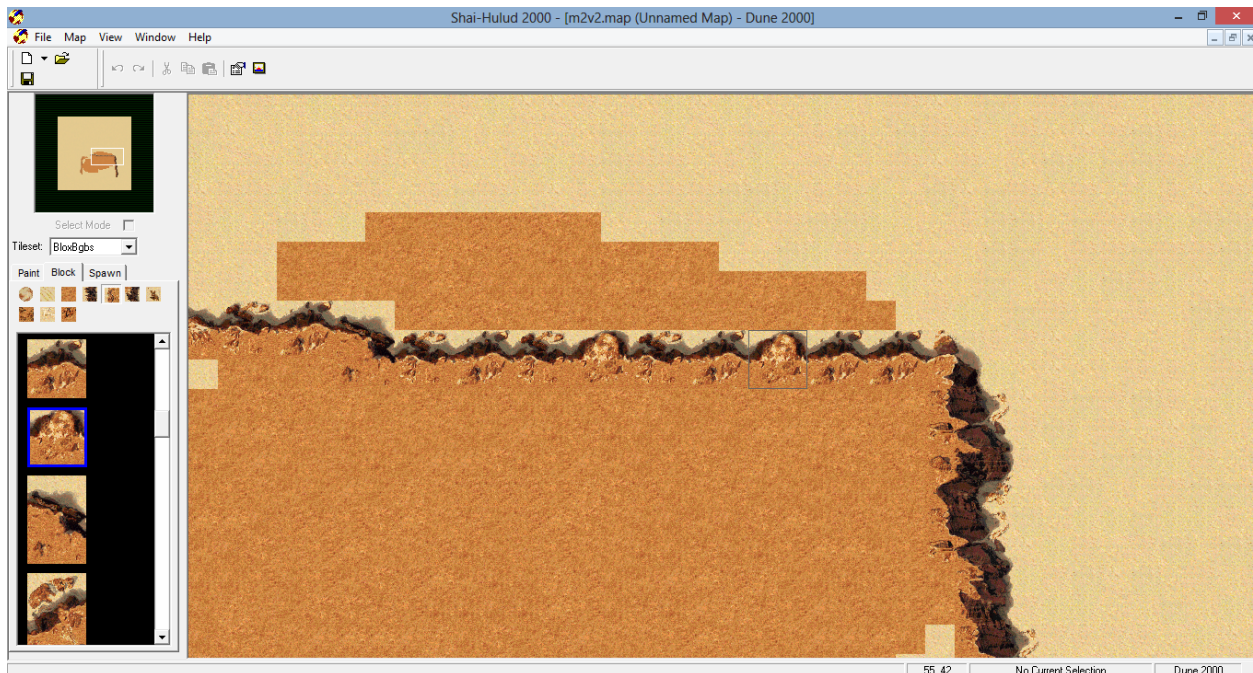 Shai-Hulud 2000 - [m2v2.map (Unnamed Map) - Dune 2000]
File Map View Window Help
Select Mode
Tileset: BloxBgbs
Paint Block Spawn
55, 42 No Current Selection Dune 2000